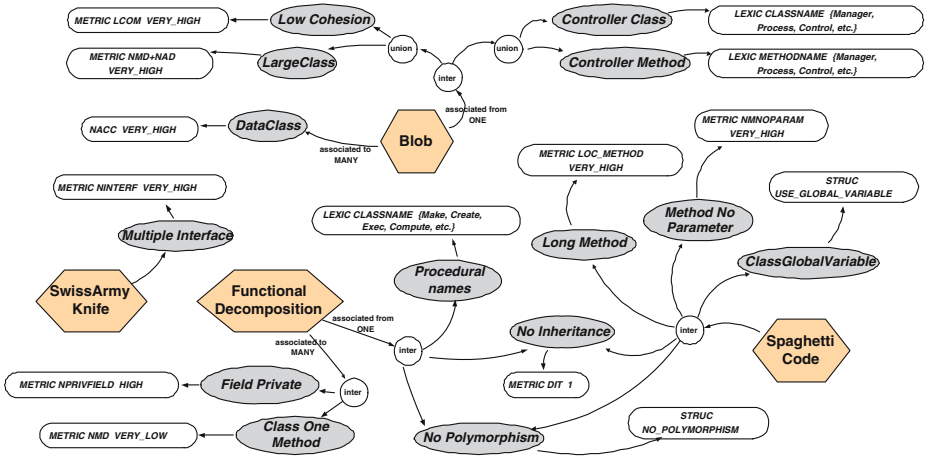 METRIC LCOM VERY_HIGH
Low Cohesion
union
METRIC NMD+NAD
VERY_HIGH
LargeClass
inter
union
Controller Class
LEXIC CLASSNAME {Manager,
Process, Control, etc.}
Controller Method
LEXIC METHODNAME {Manager,
Process, Control, etc.}
associated from
ONE
NACC VERY_HIGH
DataClass
associated to
MANY
Blob
METRIC NMNOPARAM
VERY_HIGH
METRIC LOC_METHOD
VERY_HIGH
STRUC
USE_GLOBAL_VARIABLE
METRIC NINTERF VERY_HIGH
Multiple Interface
LEXIC CLASSNAME {Make, Create,
Exec, Compute, etc.}
Long Method
Method No
Parameter
ClassGlobalVariable
SwissArmy
Knife
Functional
Decomposition
Procedural
names
associated from
ONE
associated to
MANY
inter
No Inheritance
inter
Spaghetti
Code
METRIC NPRIVFIELD HIGH
Field Private
inter
METRIC DIT 1
METRIC NMD VERY_LOW
Class One
Method
No Polymorphism
STRUC
NO_POLYMORPHISM